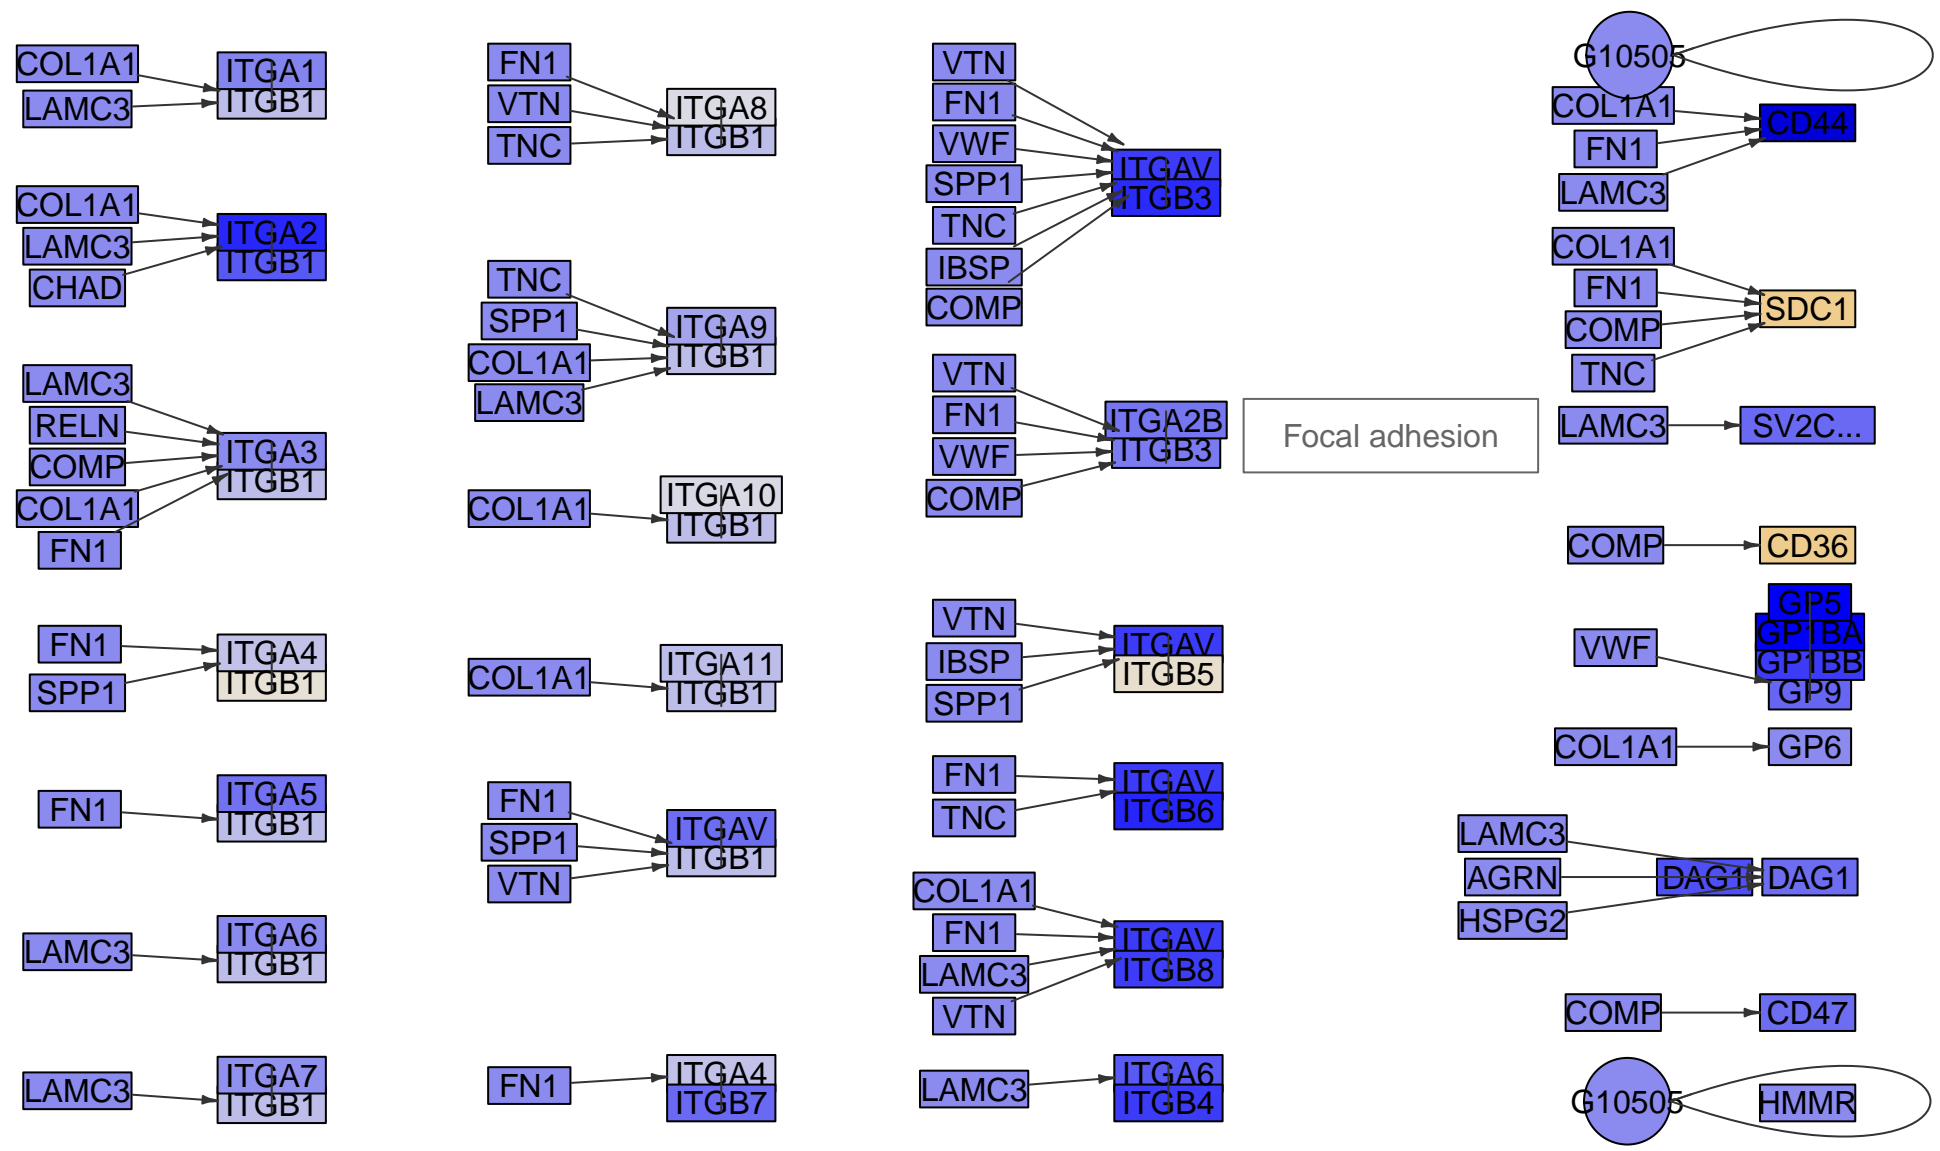 COL1A1
LAMC3
ITGA1
ITGB1
COL1A1
LAMC3
CHAD
ITGA2
ITGB1
LAMC3
RELN
COMP
COL1A1
FN1
ITGA3
ITGB1
FN1
SPP1
ITGA4
ITGB1
FN1
ITGA5
ITGB1
LAMC3
ITGA6
ITGB1
LAMC3
ITGA7
ITGB1
FN1
VTN
TNC
ITGA8
ITGB1
TNC
SPP1
COL1A1
LAMC3
ITGA9
ITGB1
COL1A1
ITGA10
ITGB1
COL1A1
ITGA11
ITGB1
FN1
SPP1
VTN
ITGAV
ITGB1
FN1
ITGA4
ITGB7
VTN
FN1
VWF
SPP1
TNC
IBSP
COMP
ITGAV
ITGB3
VTN
FN1
VWF
COMP
ITGA2B
ITGB3
Focal adhesion
VTN
IBSP
SPP1
ITGAV
ITGB5
FN1
TNC
ITGAV
ITGB6
COL1A1
FN1
LAMC3
VTN
ITGAV
ITGB8
LAMC3
ITGA6
ITGB4
G10505
COL1A1
FN1
LAMC3
CD44
COL1A1
FN1
COMP
TNC
SDC1
LAMC3
SV2C...
COMP
CD36
VWF
GP5
GP1BA
GP1BB
GP9
COL1A1
GP6
LAMC3
AGRN
HSPG2
DAG1
DAG1
COMP
CD47
G10505
HMMR